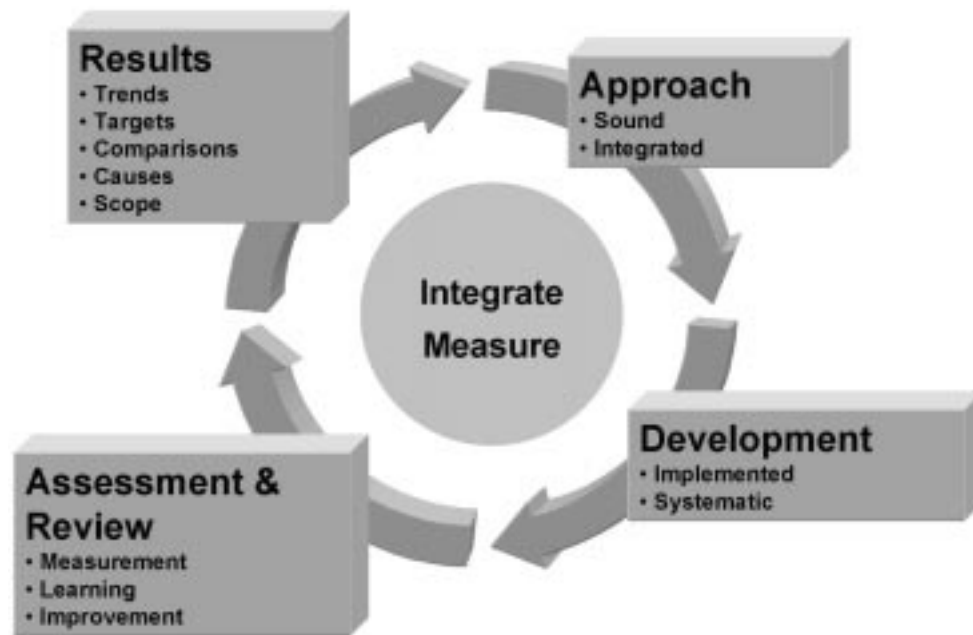 Results
• Trends
• Targets
• Comparisons
• Causes
• Scope
Approach
• Sound
• Integrated
Integrate
Measure
Development
• Implemented
• Systematic
Assessment &
Review
• Measurement
• Learning
• Improvement